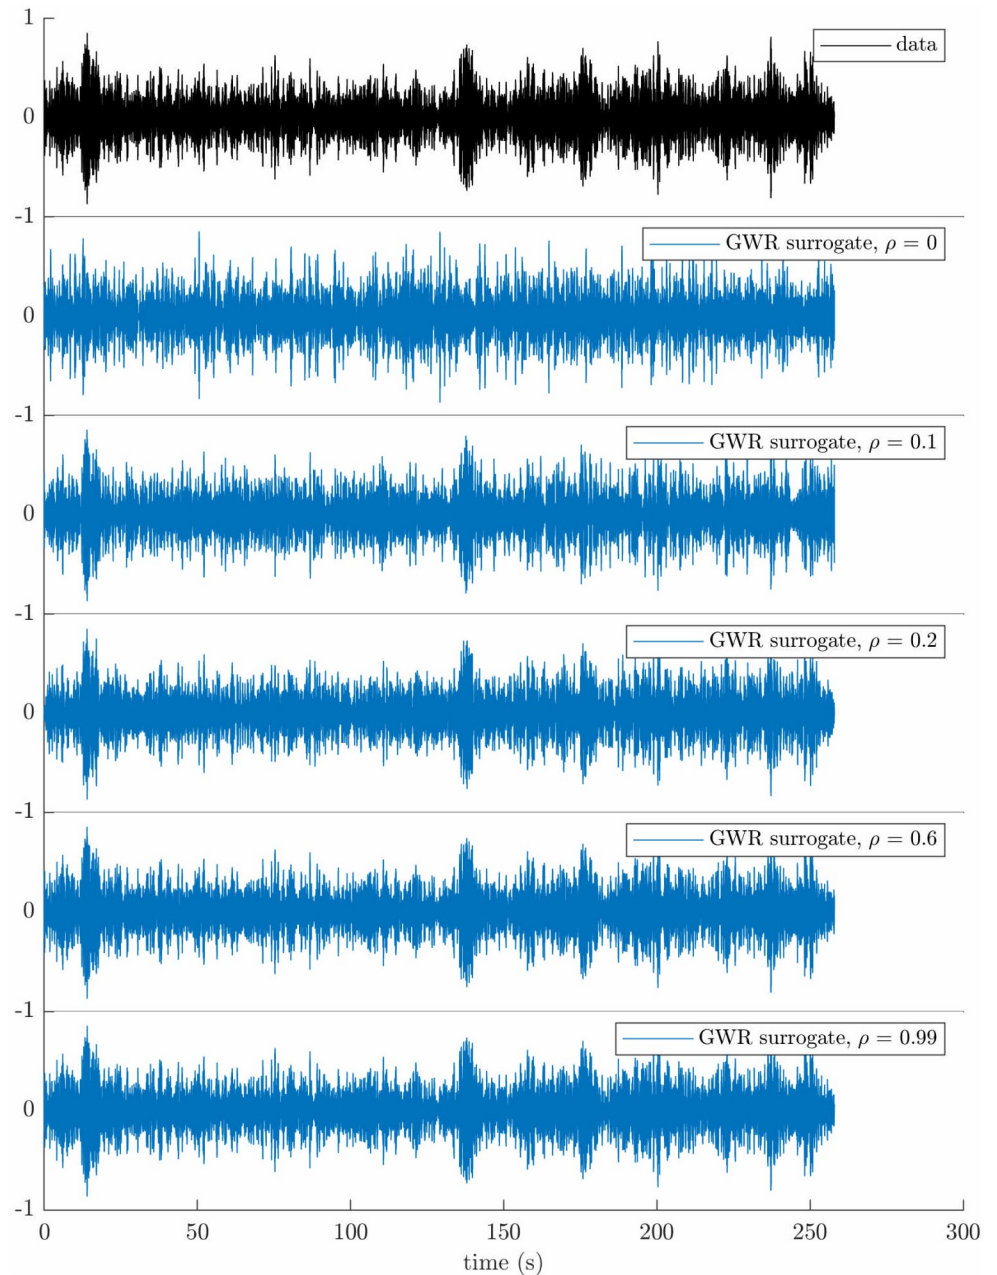 1
data
0
-1
GWR surrogate, ρ = 0
0
-1
GWR surrogate, ρ = 0.1
0
-1
GWR surrogate, ρ = 0.2
0
-1
GWR surrogate, ρ = 0.6
0
-1
GWR surrogate, ρ = 0.99
0
-1
0 50 100 150 200 250 300
time (s)